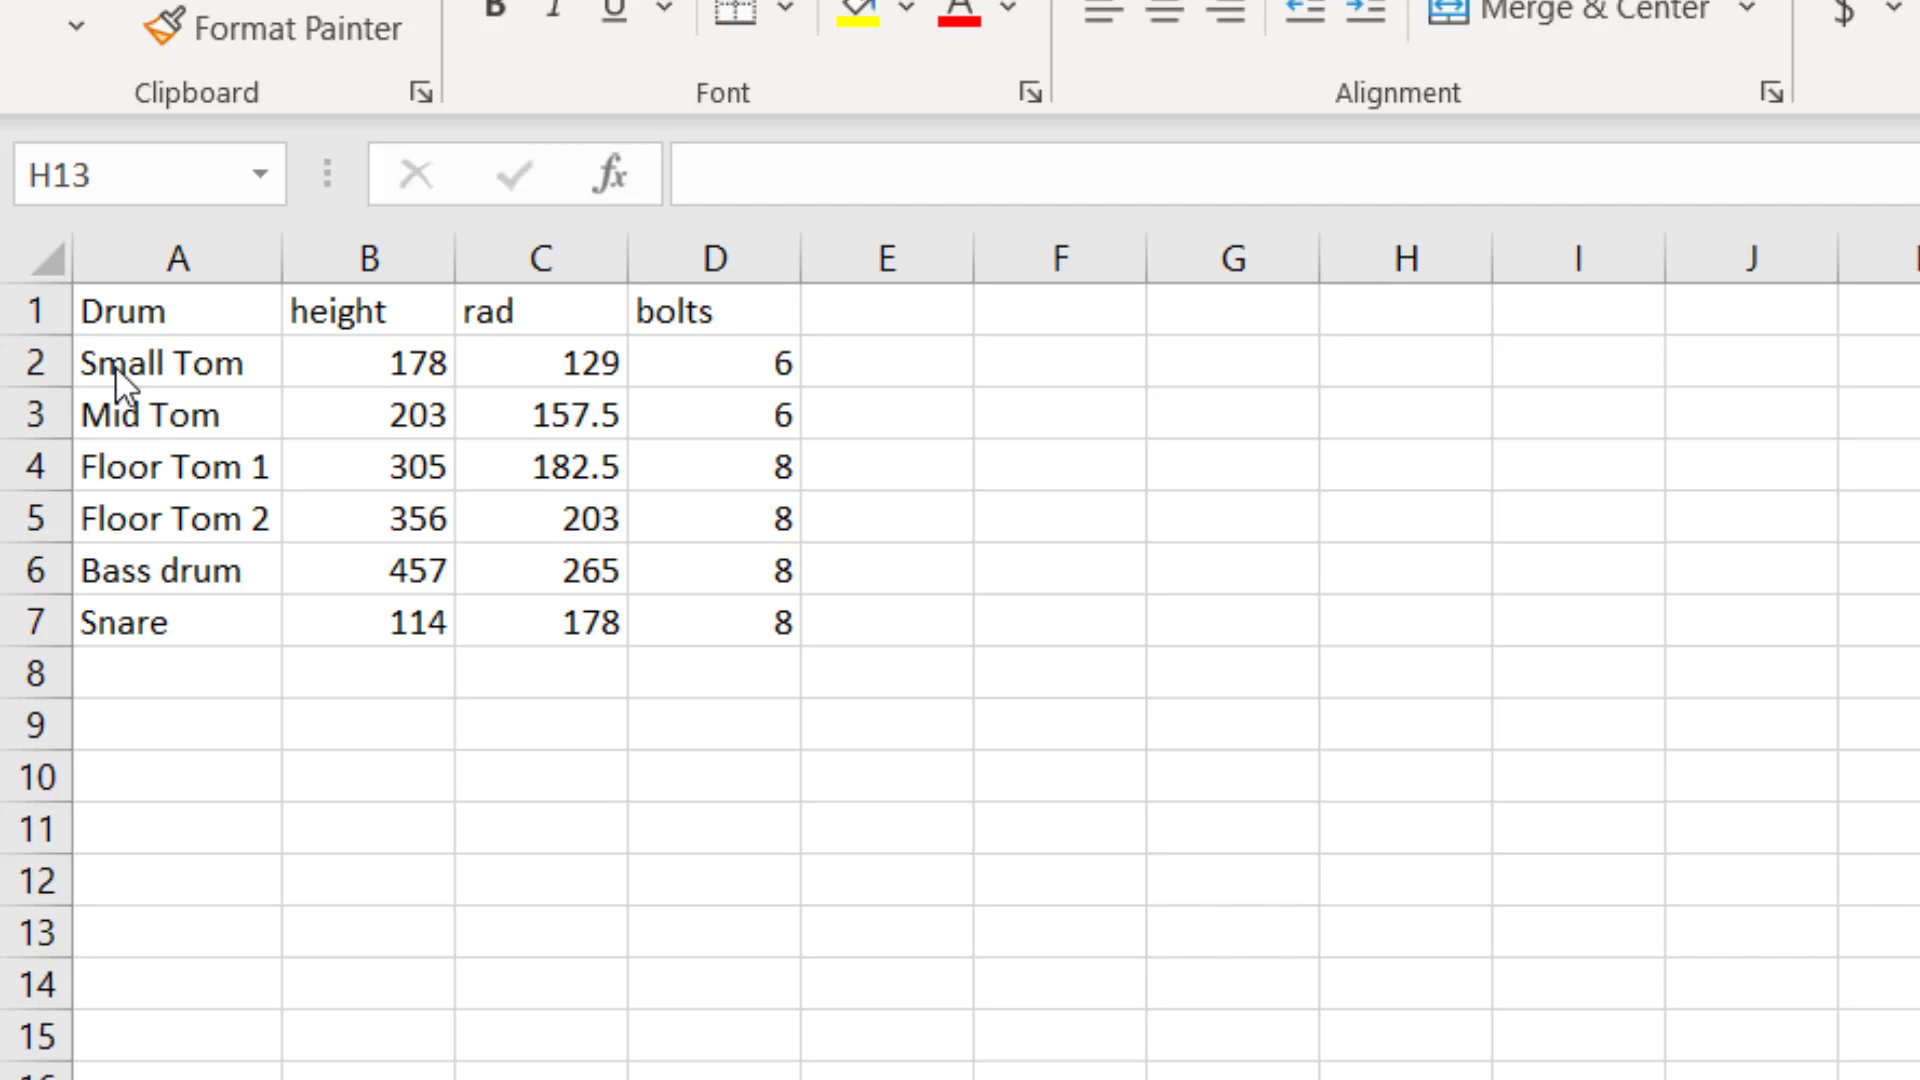 B I U A Merge & Center $
Format Painter
Clipboard Font Alignment
H13 fx
A B C D E F G H I J
1 Drum height rad bolts
2 Small Tom 178 129 6
3 Mid Tom 203 157.5 6
4 Floor Tom 1 305 182.5 8
5 Floor Tom 2 356 203 8
6 Bass drum 457 265 8
7 Snare 114 178 8
8
9
10
11
12
13
14
15